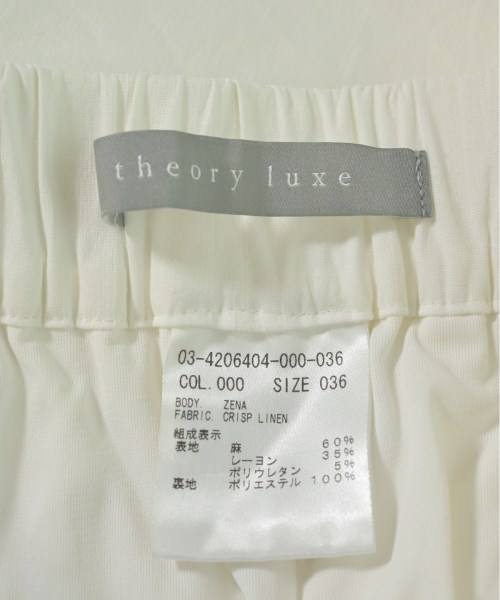 theory luxe
03-4206404-000-036
COL.000 SIZE 036
BODY. ZENA
FABRIC. CRISP LINEN
組成表示
表地 麻 60%
レーヨン 35%
ポリウレタン 5%
裏地 ポリエステル 100%